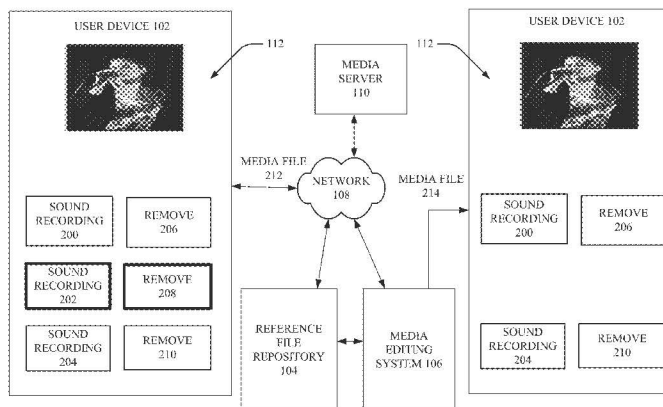 USER DEVICE 102
112
MEDIA
SERVER
110
112
USER DEVICE 102
MEDIA FILE
212
NETWORK
108
MEDIA FILE
214
SOUND
RECORDING
200
REMOVE
206
SOUND
RECORDING
202
REMOVE
208
SOUND
RECORDING
204
REMOVE
210
REFERENCE
FILE
REPOSITORY
104
MEDIA
EDITING
SYSTEM 106
SOUND
RECORDING
200
REMOVE
206
SOUND
RECORDING
204
REMOVE
210